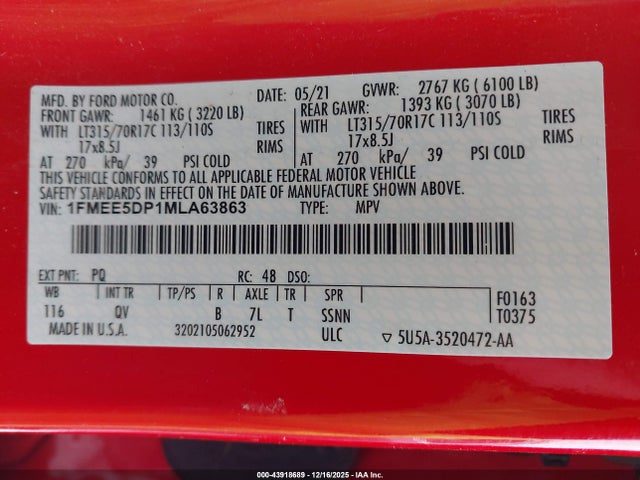 MFD. BY FORD MOTOR CO.
DATE: 05/21 GVWR: 2767 KG ( 6100 LB)
FRONT GAWR: 1461 KG ( 3220 LB)
REAR GAWR: 1393 KG ( 3070 LB)
WITH LT315/70R17C 113/110S TIRES
WITH LT315/70R17C 113/110S TIRES
17x8.5J RIMS
17x8.5J RIMS
AT 270 kPa/ 39 PSI COLD
AT 270 kPa/ 39 PSI COLD
THIS VEHICLE CONFORMS TO ALL APPLICABLE FEDERAL MOTOR VEHICLE
SAFETY STANDARDS IN EFFECT ON THE DATE OF MANUFACTURE SHOWN ABOVE.
VIN: 1FMEE5DP1MLA63863 TYPE: MPV
EXT PNT: PQ RC: 48 DSO:
WB INT TR TP/PS R AXLE TR SPR F0163
116 QV B 7L T SSNN T0375
MADE IN U.S.A. 3202105062952 ULC ▽ 5U5A-3520472-AA
000-43918689 | 12/16/2025 - IAA Inc.